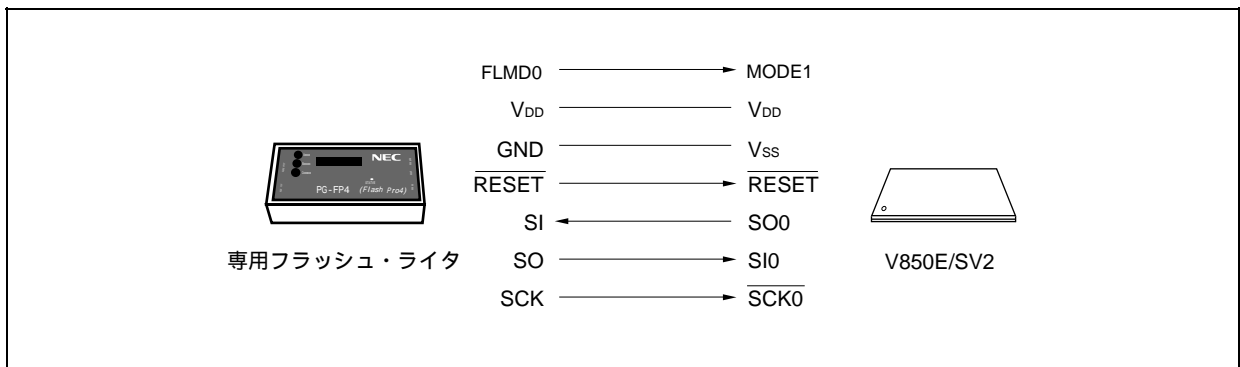 FLMD0 MODE1
VDD VDD
GND VSS
RESET RESET
SI SO0
SO SI0
SCK SCK0
NEC
PG-FP4 (Flash Pro4)
専用フラッシュ・ライタ
V850E/SV2